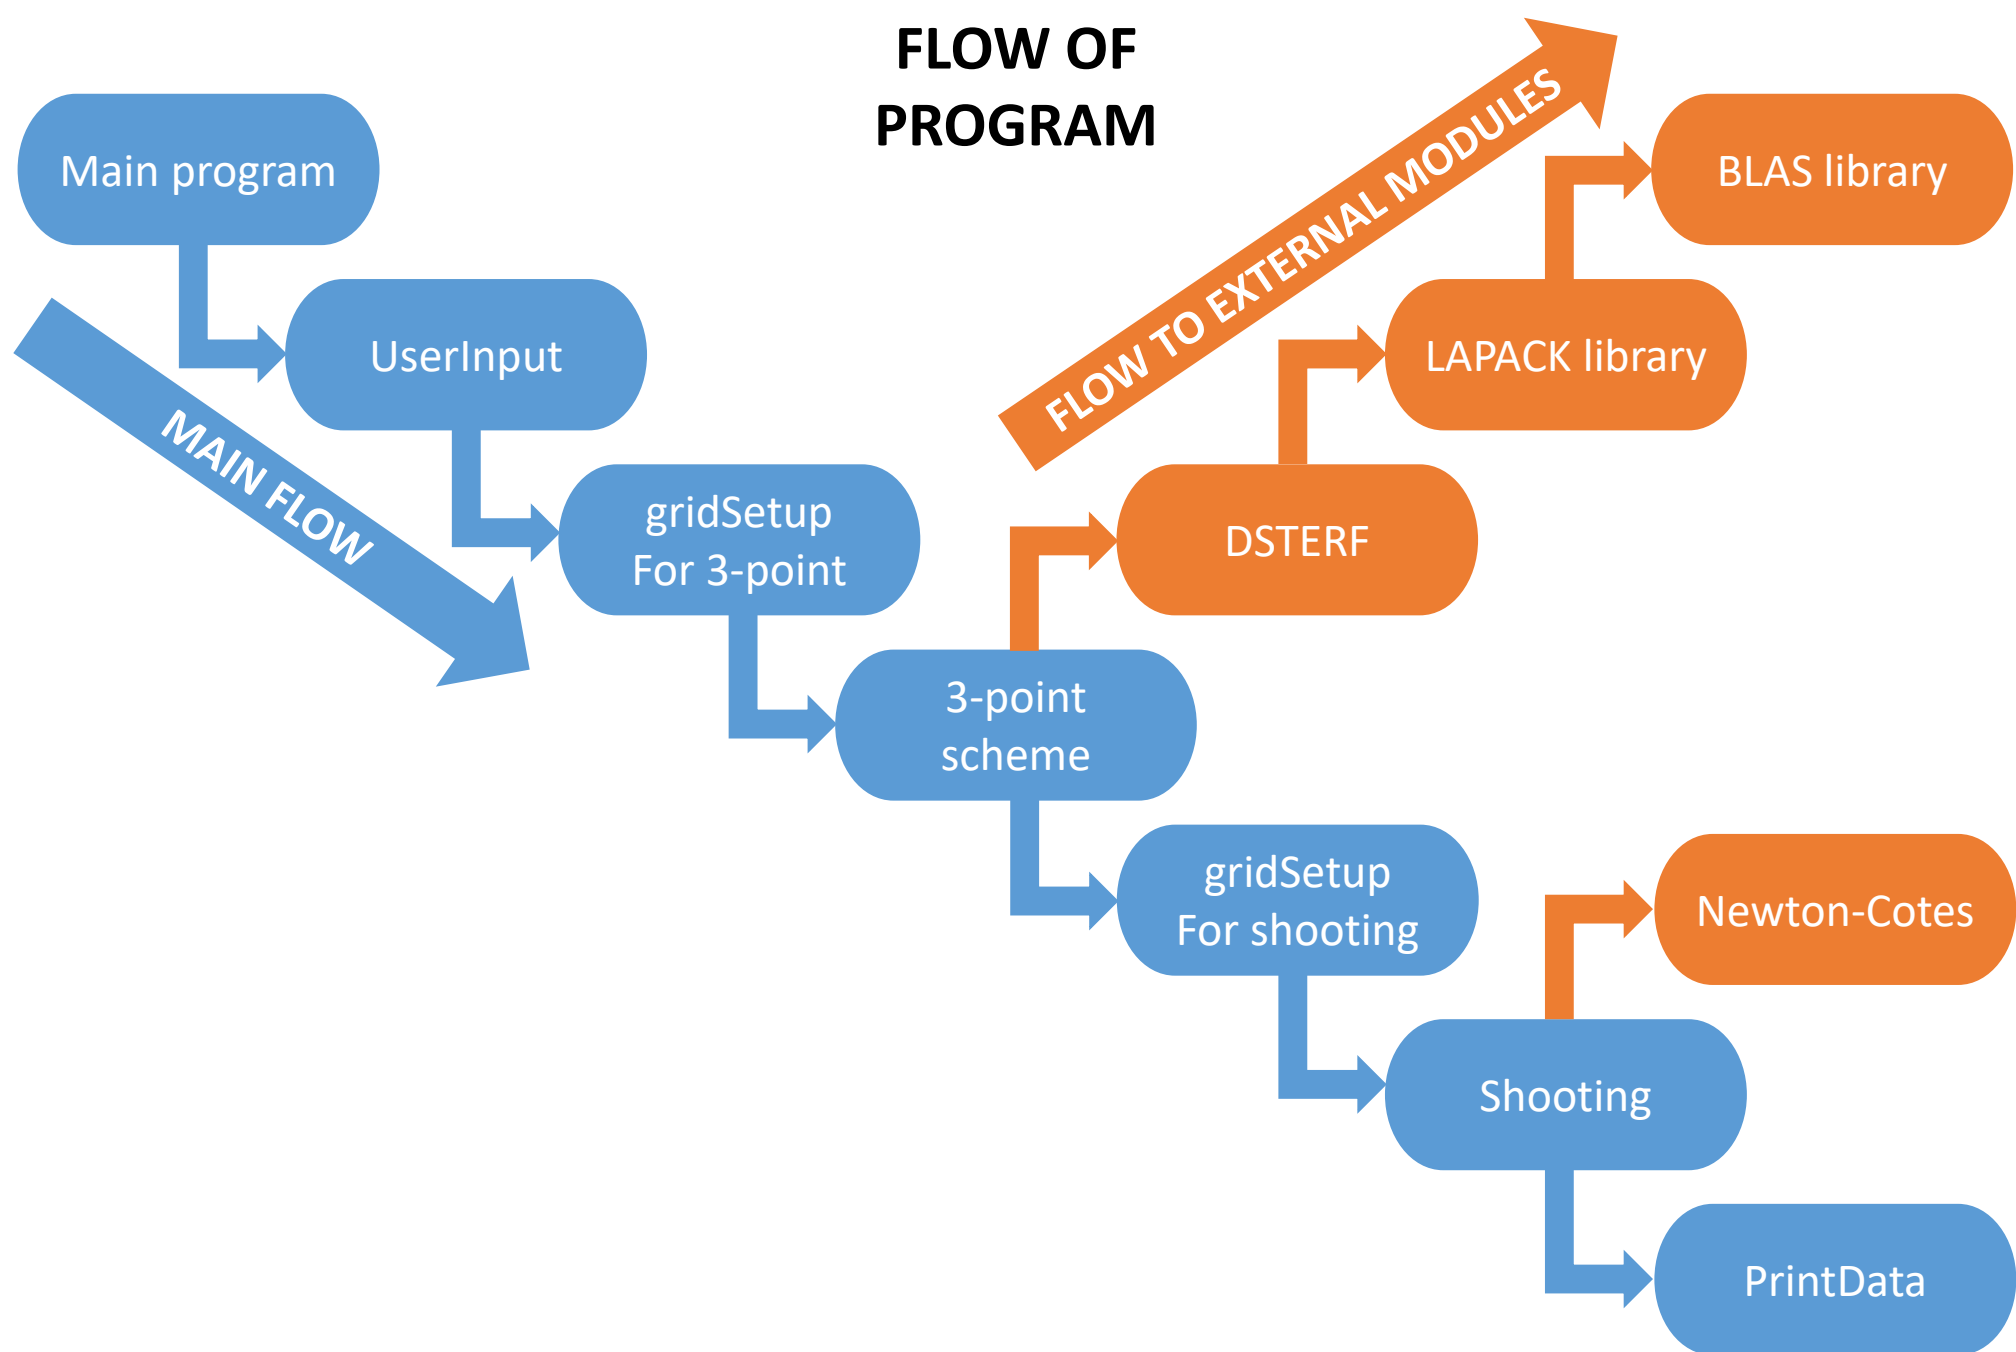 FLOW OF
PROGRAM
Main program
UserInput
MAIN FLOW
gridSetup
For 3-point
3-point
scheme
FLOW TO EXTERNAL MODULES
DSTERF
LAPACK library
BLAS library
gridSetup
For shooting
Shooting
Newton-Cotes
PrintData